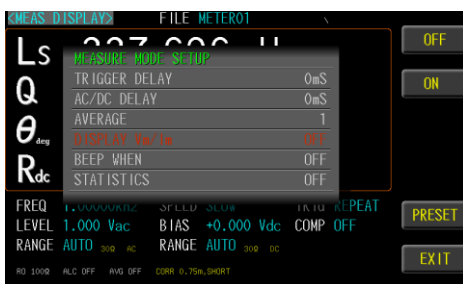 <MEAS DISPLAY> FILE METER01 \
OFF
Ls
MEASURE MODE SETUP
TRIGGER DELAY 0mS
ON
Q
AC/DC DELAY 0mS
AVERAGE 1
θdeg
DISPLAY Vm/Im OFF
BEEP WHEN OFF
Rdc
STATISTICS OFF
FREQ 1.00000KHz SPEED SLOW TRIG REPEAT
PRESET
LEVEL 1.000 Vac BIAS +0.000 Vdc COMP OFF
RANGE AUTO 30Ω AC RANGE AUTO 30Ω DC
EXIT
RO 100Ω ALC OFF AVG OFF CORR 0.75m,SHORT